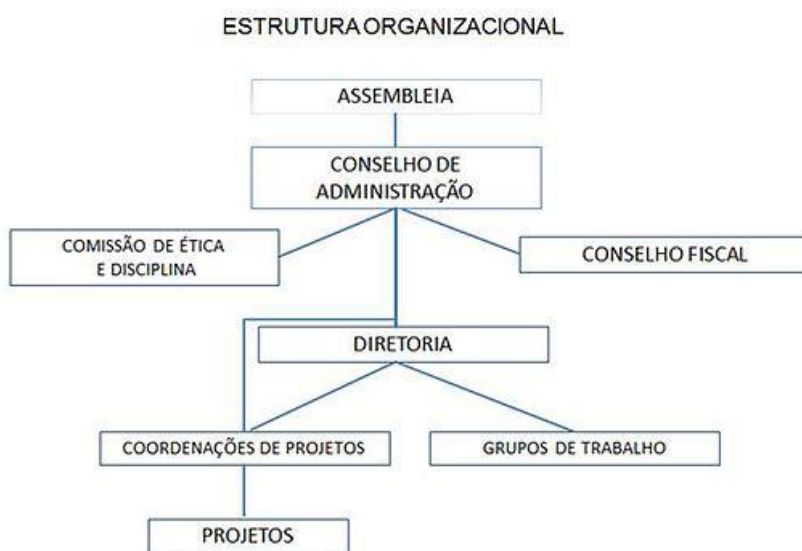 ESTRUTURA ORGANIZACIONAL
ASSEMBLEIA
CONSELHO DE
ADMINISTRAÇÃO
COMISSÃO DE ÉTICA
E DISCIPLINA
CONSELHO FISCAL
DIRETORIA
COORDENAÇÕES DE PROJETOS
GRUPOS DE TRABALHO
PROJETOS